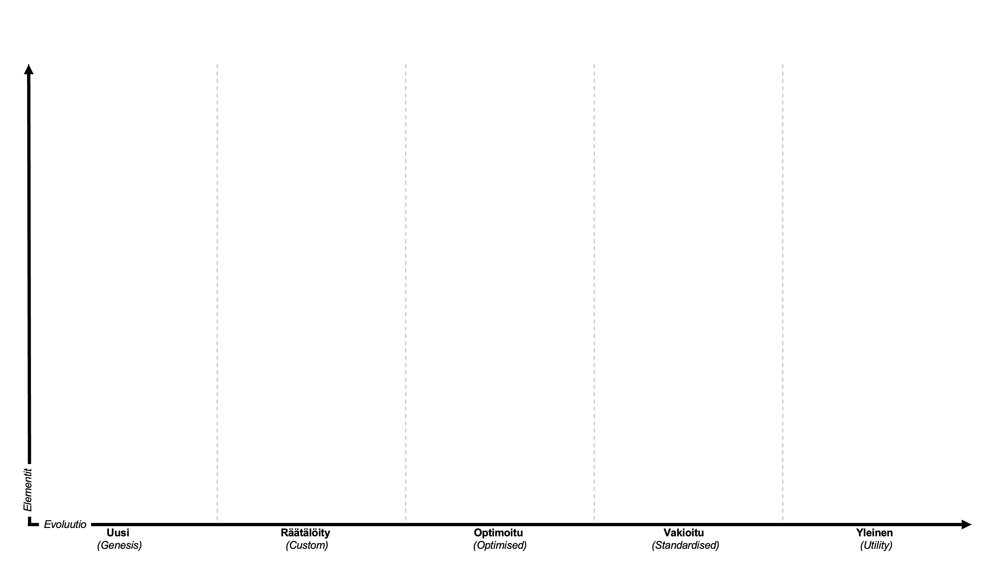 Elementit
Evoluutio
Uusi
(Genesis)
Räätälöity
(Custom)
Optimoitu
(Optimised)
Vakioitu
(Standardised)
Yleinen
(Utility)